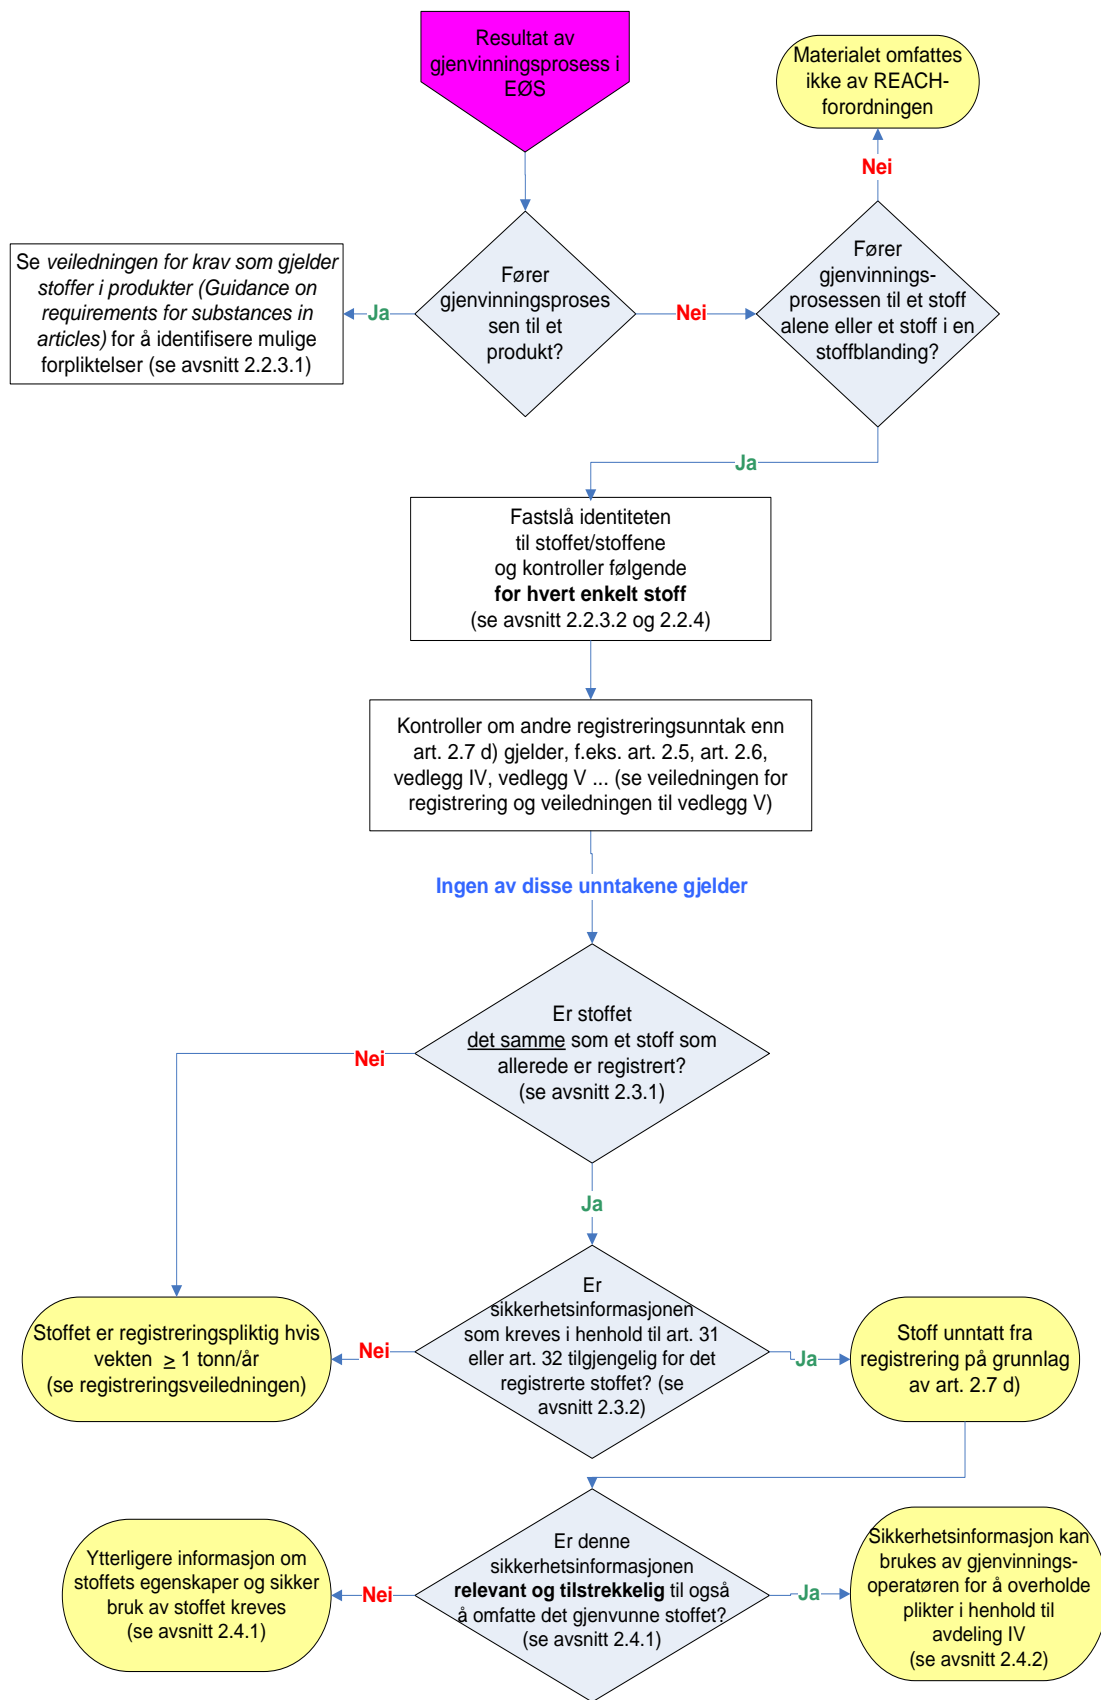 Resultat av
gjenvinningsprosess i
EØS
Materialet omfattes
ikke av REACH-
forordningen
Nei
Se veiledningen for krav som gjelder
stoffer i produkter (Guidance on
requirements for substances in
articles) for å identifisere mulige
forpliktelser (se avsnitt 2.2.3.1)
Ja
Fører
gjenvinningsproses
sen til et
produkt?
Nei
Fører
gjenvinnings-
prosessen til et stoff
alene eller et stoff i en
stoffblanding?
Ja
Fastslå identiteten
til stoffet/stoffene
og kontroller følgende
for hvert enkelt stoff
(se avsnitt 2.2.3.2 og 2.2.4)
Kontroller om andre registreringsunntak enn
art. 2.7 d) gjelder, f.eks. art. 2.5, art. 2.6,
vedlegg IV, vedlegg V ... (se veiledningen for
registrering og veiledningen til vedlegg V)
Ingen av disse unntakene gjelder
Er stoffet
det samme som et stoff som
allerede er registrert?
(se avsnitt 2.3.1)
Nei
Ja
Stoffet er registreringspliktig hvis
vekten ≥ 1 tonn/år
(se registreringsveiledningen)
Nei
Er
sikkerhetsinformasjonen
som kreves i henhold til art. 31
eller art. 32 tilgjengelig for det
registrerte stoffet? (se
avsnitt 2.3.2)
Ja
Stoff unntatt fra
registrering på grunnlag
av art. 2.7 d)
Ytterligere informasjon om
stoffets egenskaper og sikker
bruk av stoffet kreves
(se avsnitt 2.4.1)
Nei
Er denne
sikkerhetsinformasjonen
relevant og tilstrekkelig til også
å omfatte det gjenvunne stoffet?
(se avsnitt 2.4.1)
Ja
Sikkerhetsinformasjon kan
brukes av gjenvinnings-
operatøren for å overholde
plikter i henhold til
avdeling IV
(se avsnitt 2.4.2)